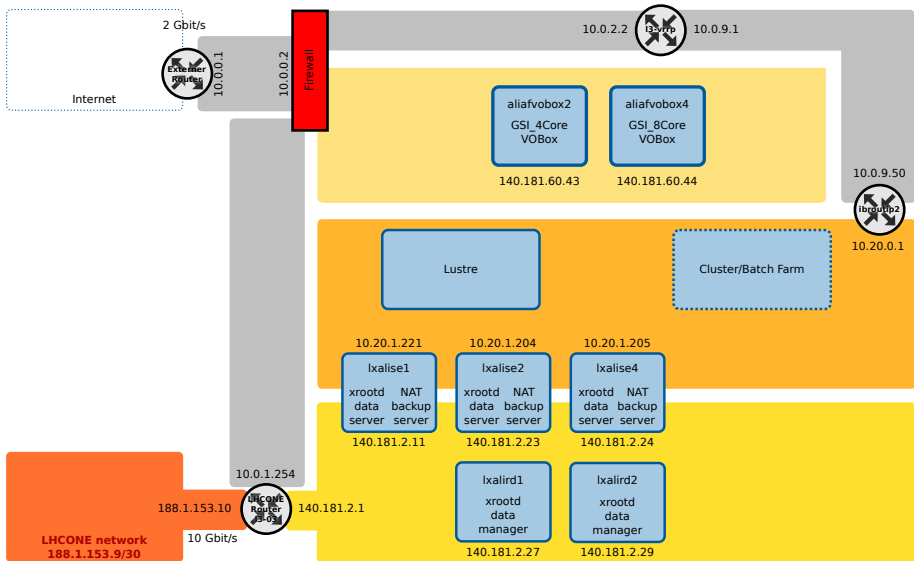 2 Gbit/s
Internet
Externer
Router
10.0.0.1
10.0.0.2
Firewall
10.0.2.2
l3-vrrp
10.0.9.1
aliafvobox2
GSI_4Core
VOBox
140.181.60.43
aliafvobox4
GSI_8Core
VOBox
140.181.60.44
10.0.9.50
ibroutip2
10.20.0.1
Lustre
Cluster/Batch Farm
10.20.1.221
lxalise1
xrootd NAT
data backup
server server
140.181.2.11
10.20.1.204
lxalise2
xrootd NAT
data backup
server server
140.181.2.23
10.20.1.205
lxalise4
xrootd NAT
data backup
server server
140.181.2.24
10.0.1.254
188.1.153.10
LHCONE
Router
l3-03
140.181.2.1
10 Gbit/s
LHCONE network
188.1.153.9/30
lxalird1
xrootd
data
manager
140.181.2.27
lxalird2
xrootd
data
manager
140.181.2.29